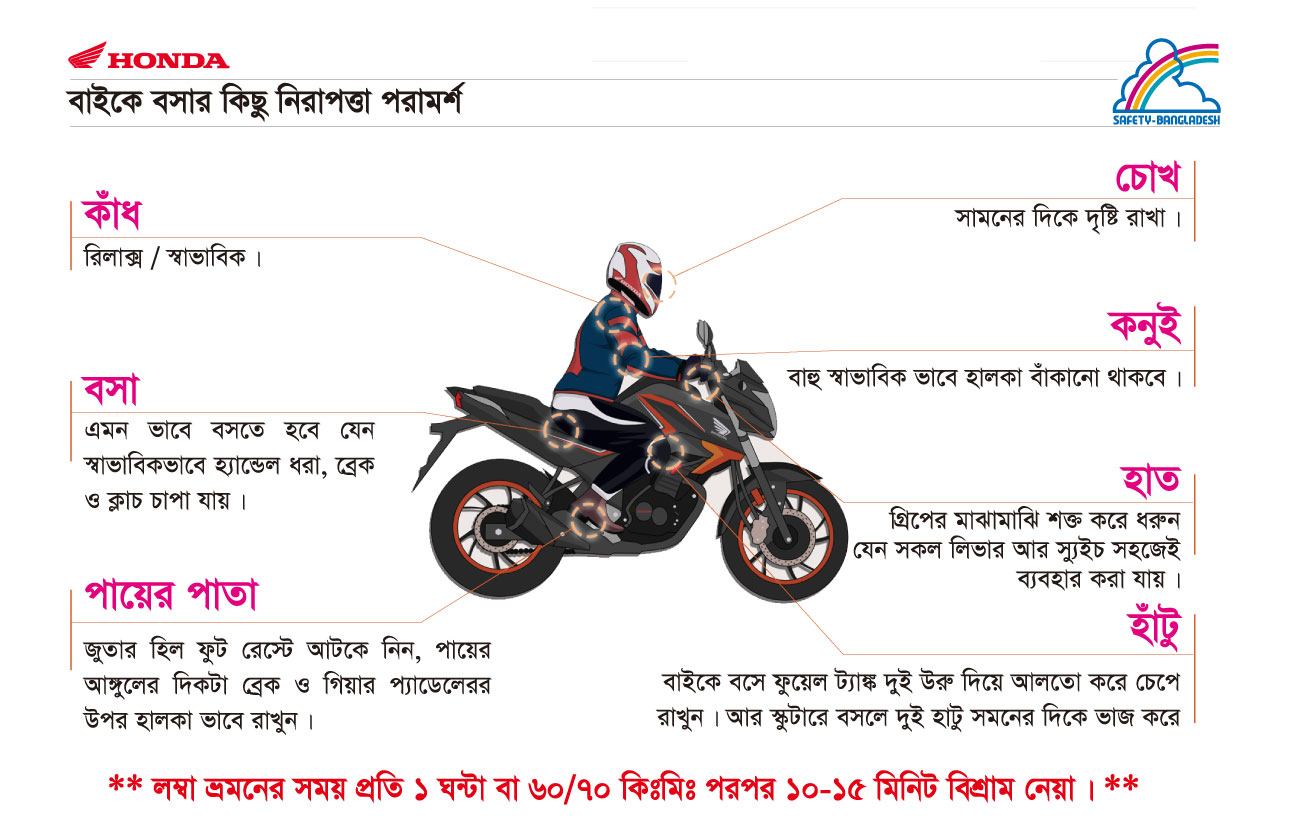 HONDA
বাইকে বসার কিছু নিরাপত্তা পরামর্শ
SAFETY-BANGLADESH
কাঁধ
রিলাক্স / স্বাভাবিক ।
চোখ
সামনের দিকে দৃষ্টি রাখা ।
HONDA
কনুই
বাহু স্বাভাবিক ভাবে হালকা বাঁকানো থাকবে ।
বসা
এমন ভাবে বসতে হবে যেন
স্বাভাবিকভাবে হ্যান্ডেল ধরা, ব্রেক
ও ক্লাচ চাপা যায় ।
হাত
গ্রিপের মাঝামাঝি শক্ত করে ধরুন
যেন সকল লিভার আর স্যুইচ সহজেই
ব্যবহার করা যায় ।
পায়ের পাতা
জুতার হিল ফুট রেস্টে আটকে নিন, পায়ের
আঙ্গুলের দিকটা ব্রেক ও গিয়ার প্যাডেলেরর
উপর হালকা ভাবে রাখুন ।
হাঁটু
বাইকে বসে ফুয়েল ট্যাঙ্ক দুই উরু দিয়ে আলতো করে চেপে
রাখুন । আর স্কুটারে বসলে দুই হাটু সমনের দিকে ভাজ করে
** লম্বা ভ্রমনের সময় প্রতি ১ ঘন্টা বা ৬০/৭০ কিঃমিঃ পরপর ১০-১৫ মিনিট বিশ্রাম নেয়া । **